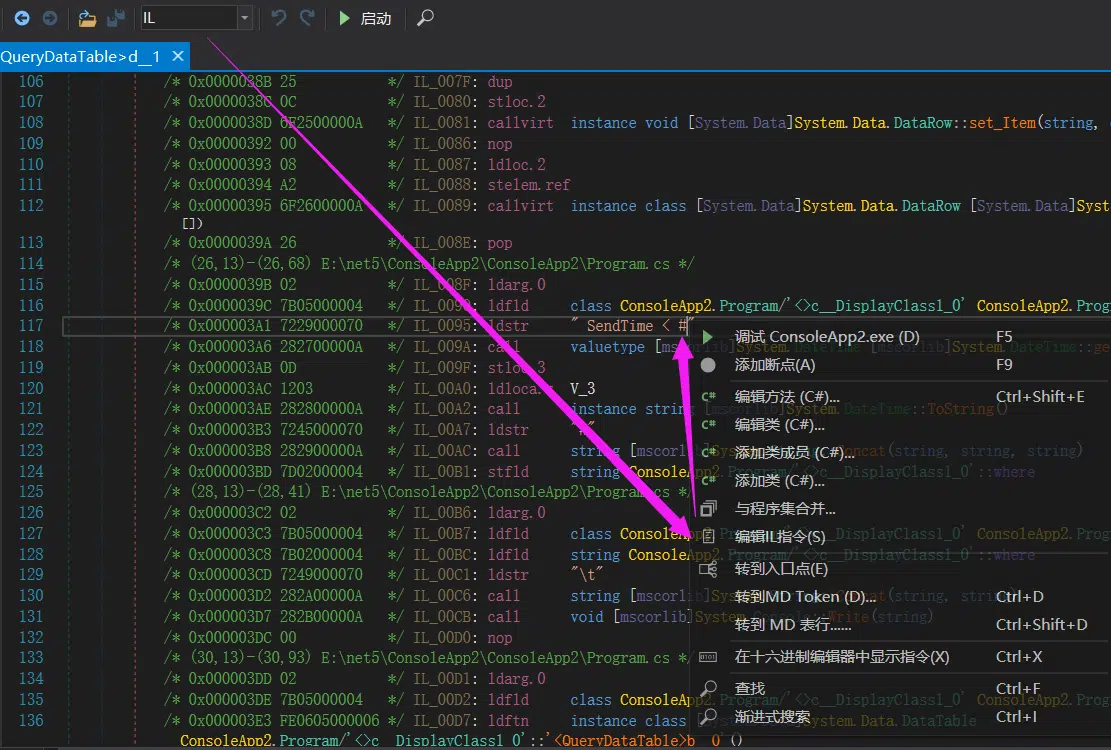 IL
启动
QueryDataTable>d__1 ✕
106 /* 0x0000038B 25 */ IL_007F: dup
107 /* 0x0000038C 0C */ IL_0080: stloc.2
108 /* 0x0000038D 6F2500000A */ IL_0081: callvirt instance void [System.Data]System.Data.DataRow::set_Item(string,
109 /* 0x00000392 00 */ IL_0086: nop
110 /* 0x00000393 08 */ IL_0087: ldloc.2
111 /* 0x00000394 A2 */ IL_0088: stelem.ref
112 /* 0x00000395 6F2600000A */ IL_0089: callvirt instance class [System.Data]System.Data.DataRow [System.Data]Syst
[])
113 /* 0x0000039A 26 */ IL_008E: pop
114 /* (26,13)-(26,68) E:\net5\ConsoleApp2\ConsoleApp2\Program.cs */
115 /* 0x0000039B 02 */ IL_008F: ldarg.0
116 /* 0x0000039C 7B05000004 */ IL_0090: ldfld class ConsoleApp2.Program/'<>c__DisplayClass1_0' ConsoleApp2.Prog
117 /* 0x000003A1 7229000070 */ IL_0095: ldstr " SendTime < #"
118 /* 0x000003A6 282700000A */ IL_009A: call valuetype [mscorlib]System.DateTime [mscorlib]System.DateTime::ge
119 /* 0x000003AB 0D */ IL_009F: stloc.3
120 /* 0x000003AC 1203 */ IL_00A0: ldloca. V_3
121 /* 0x000003AE 282800000A */ IL_00A2: call instance string [mscorlib]System.DateTime::ToString()
122 /* 0x000003B3 7245000070 */ IL_00A7: ldstr "#"
123 /* 0x000003B8 282900000A */ IL_00AC: call string [mscorlib]System.String::Concat(string, string, string)
124 /* 0x000003BD 7D02000004 */ IL_00B1: stfld string ConsoleApp2.Program/'<>c__DisplayClass1_0'::where
125 /* (28,13)-(28,41) E:\net5\ConsoleApp2\ConsoleApp2\Program.cs */
126 /* 0x000003C2 02 */ IL_00B6: ldarg.0
127 /* 0x000003C3 7B05000004 */ IL_00B7: ldfld class ConsoleApp2.Program/'<>c__DisplayClass1_0' ConsoleApp2.Prog
128 /* 0x000003C8 7B02000004 */ IL_00BC: ldfld string ConsoleApp2.Program/'<>c__DisplayClass1_0'::where
129 /* 0x000003CD 7249000070 */ IL_00C1: ldstr "\t"
130 /* 0x000003D2 282A00000A */ IL_00C6: call string [mscorlib]System.String::Concat(string, string)
131 /* 0x000003D7 282B00000A */ IL_00CB: call void [mscorlib]System.Console::Write(string)
132 /* 0x000003DC 00 */ IL_00D0: nop
133 /* (30,13)-(30,93) E:\net5\ConsoleApp2\ConsoleApp2\Program.cs */
134 /* 0x000003DD 02 */ IL_00D1: ldarg.0
135 /* 0x000003DE 7B05000004 */ IL_00D2: ldfld class ConsoleApp2.Program/'<>c__DisplayClass1_0' ConsoleApp2.Prog
136 /* 0x000003E3 FE0605000006 */ IL_00D7: ldftn instance class [System.Data]System.Data.DataTable
ConsoleApp2.Program/'<>c__DisplayClass1_0'::'<QueryDataTable>b__0'()
调试 ConsoleApp2.exe (D) F5
添加断点(A) F9
编辑方法 (C#)... Ctrl+Shift+E
编辑类 (C#)...
添加类成员 (C#)...
添加类 (C#)...
与程序集合并...
编辑IL指令(S)
转到入口点(E)
转到MD Token (D)... Ctrl+D
转到 MD 表行...... Ctrl+Shift+D
在十六进制编辑器中显示指令(X) Ctrl+X
查找 Ctrl+F
渐进式搜索 Ctrl+I